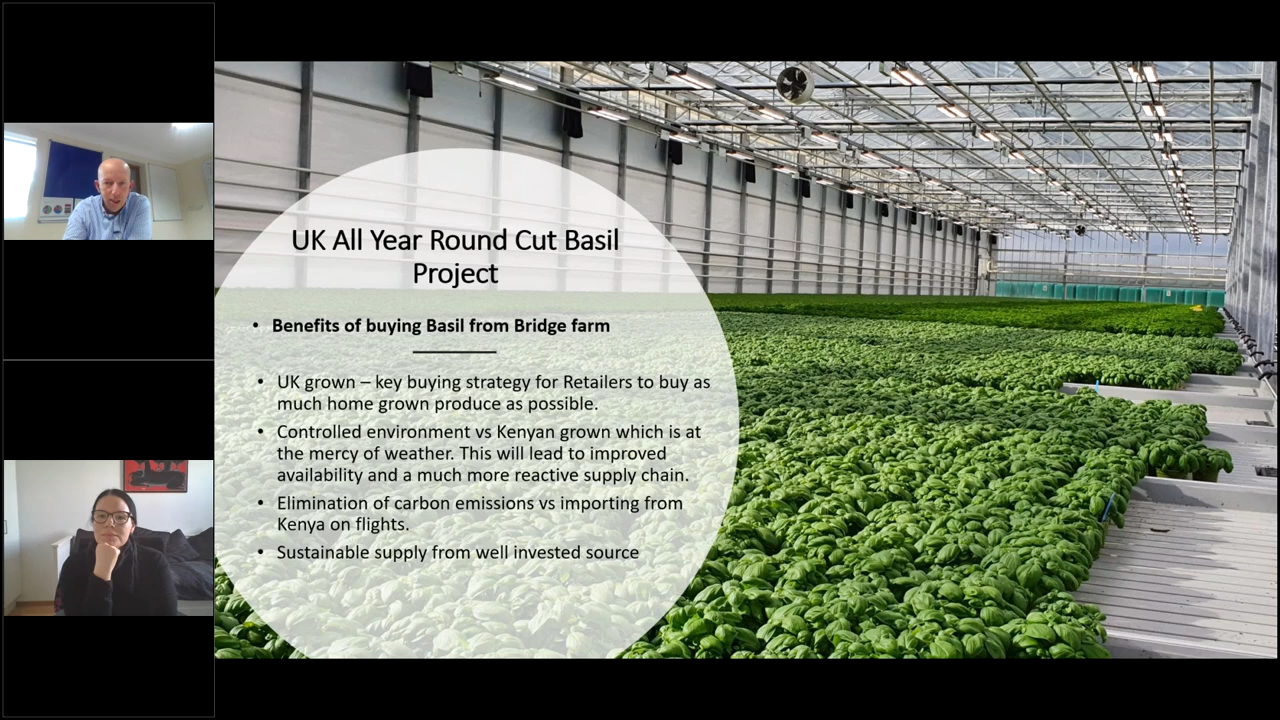 UK All Year Round Cut Basil
Project
• Benefits of buying Basil from Bridge farm
• UK grown – key buying strategy for Retailers to buy as
much home grown produce as possible.
• Controlled environment vs Kenyan grown which is at
the mercy of weather. This will lead to improved
availability and a much more reactive supply chain.
• Elimination of carbon emissions vs importing from
Kenya on flights.
• Sustainable supply from well invested source